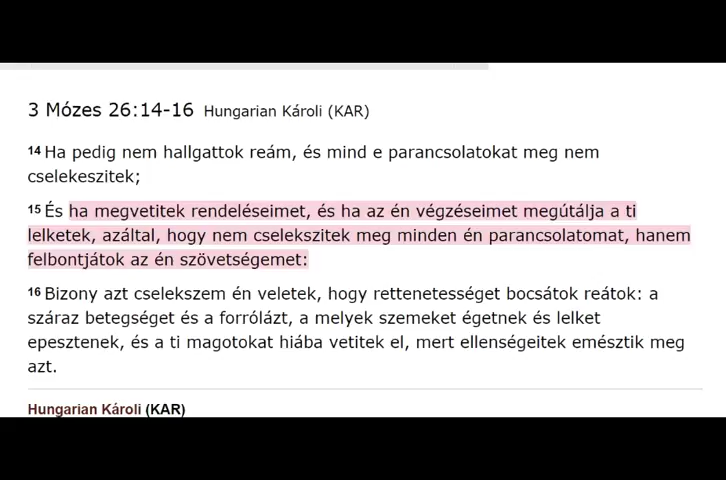 3 Mózes 26:14-16 Hungarian Károli (KAR)
14 Ha pedig nem hallgattok reám, és mind e parancsolatokat meg nem
cselekeszitek;
15 És ha megvetitek rendeléseimet, és ha az én végzéseimet megútálja a ti
lelketek, azáltal, hogy nem cselekszitek meg minden én parancsolatomat, hanem
felbontjátok az én szövetségemet:
16 Bizony azt cselekszem én veletek, hogy rettenetességet bocsátok reátok: a
száraz betegséget és a forrólázt, a melyek szemeket égetnek és lelket
epesztenek, és a ti magotokat hiába vetitek el, mert ellenségeitek emésztik meg
azt.
Hungarian Károli (KAR)